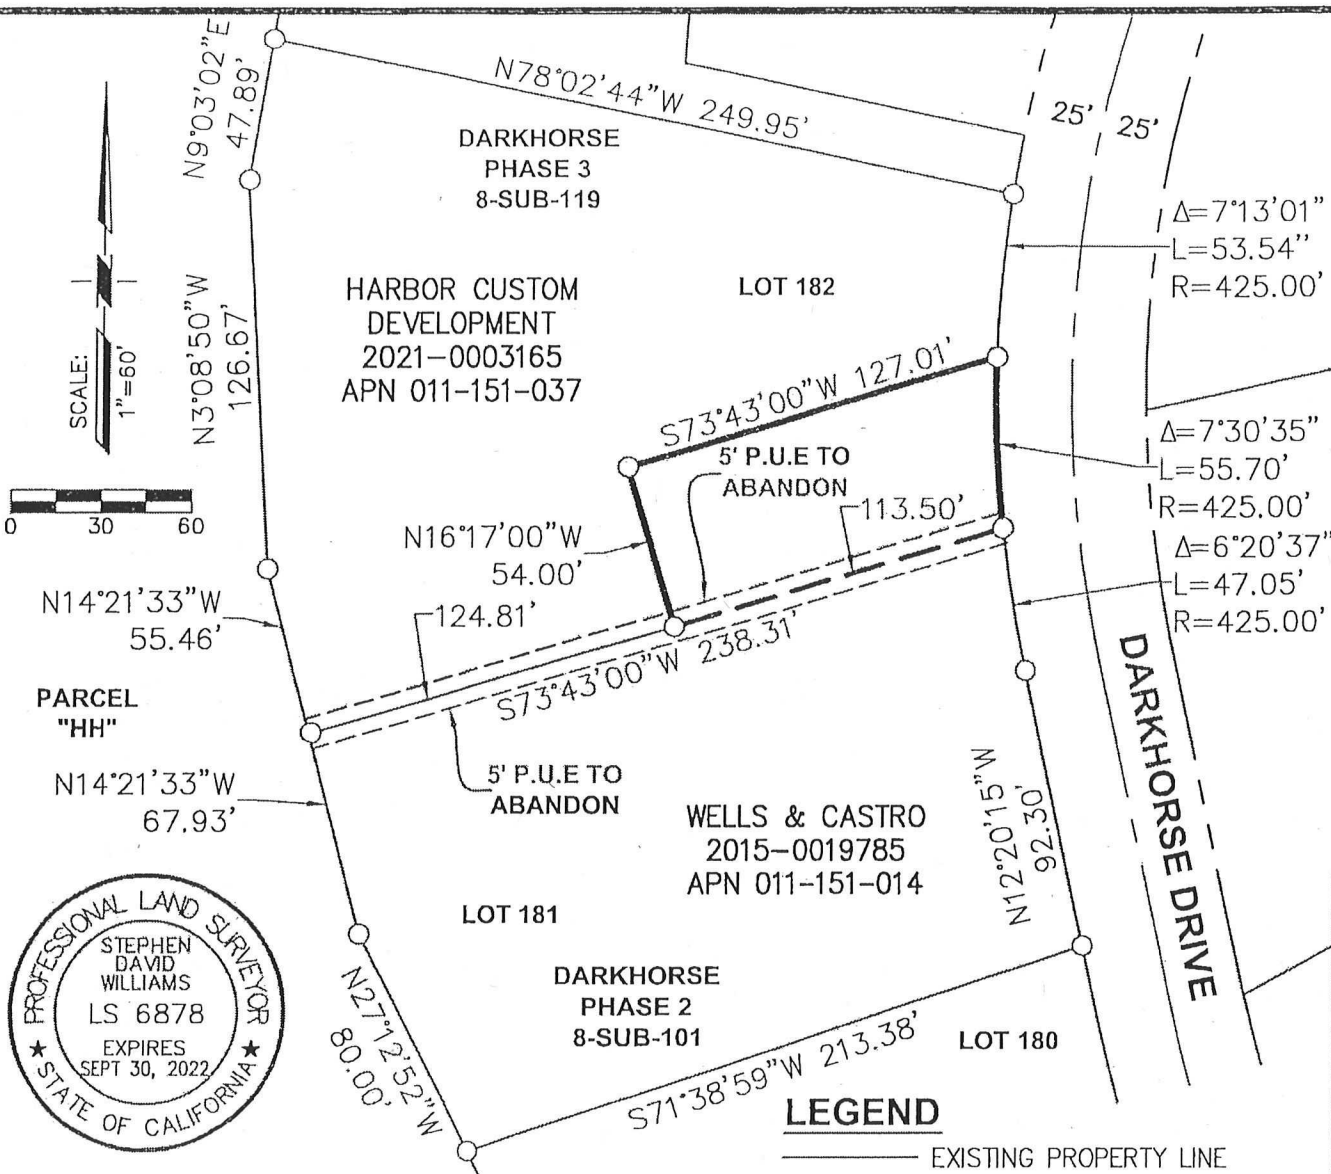 N9°03'02"E
47.89'
N78°02'44"W 249.95'
25' 25'
DARKHORSE
PHASE 3
8-SUB-119
Δ=7°13'01"
L=53.54"
R=425.00'
HARBOR CUSTOM
DEVELOPMENT
2021-0003165
APN 011-151-037
LOT 182
SCALE:
1"=60'
N3°08'50"W
126.67'
0 30 60
S73°43'00"W 127.01'
5' P.U.E TO
ABANDON
113.50'
Δ=7°30'35"
L=55.70'
R=425.00'
N16°17'00"W
54.00'
Δ=6°20'37"
L=47.05'
R=425.00'
N14°21'33"W
55.46'
124.81'
S73°43'00"W 238.31'
PARCEL
"HH"
N14°21'33"W
67.93'
5' P.U.E TO
ABANDON
WELLS & CASTRO
2015-0019785
APN 011-151-014
N12°20'15"W
92.30'
DARKHORSE DRIVE
LOT 181
PROFESSIONAL LAND SURVEYOR
STEPHEN
DAVID
WILLIAMS
LS 6878
EXPIRES
SEPT 30, 2022
★ STATE OF CALIFORNIA ★
N27°12'52"W
80.00'
DARKHORSE
PHASE 2
8-SUB-101
S71°38'59"W 213.38'
LOT 180
LEGEND
EXISTING PROPERTY LINE